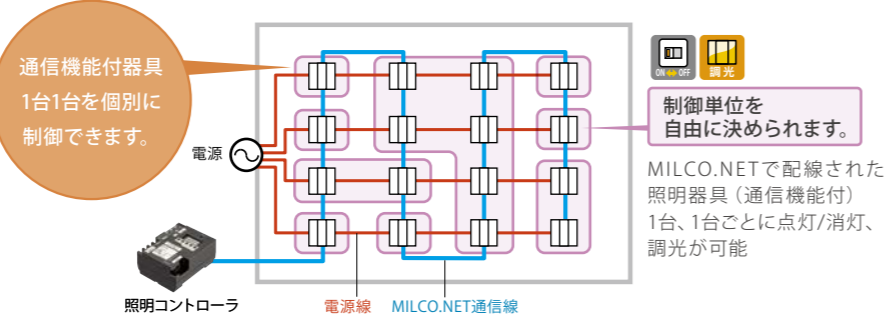 通信機能付器具
1台1台を個別に
制御できます。
電源
照明コントローラ
電源線
MILCO.NET通信線
ON⇔OFF
調光
制御単位を
自由に決められます。
MILCO.NETで配線された
照明器具（通信機能付）
1台、1台ごとに点灯/消灯、
調光が可能